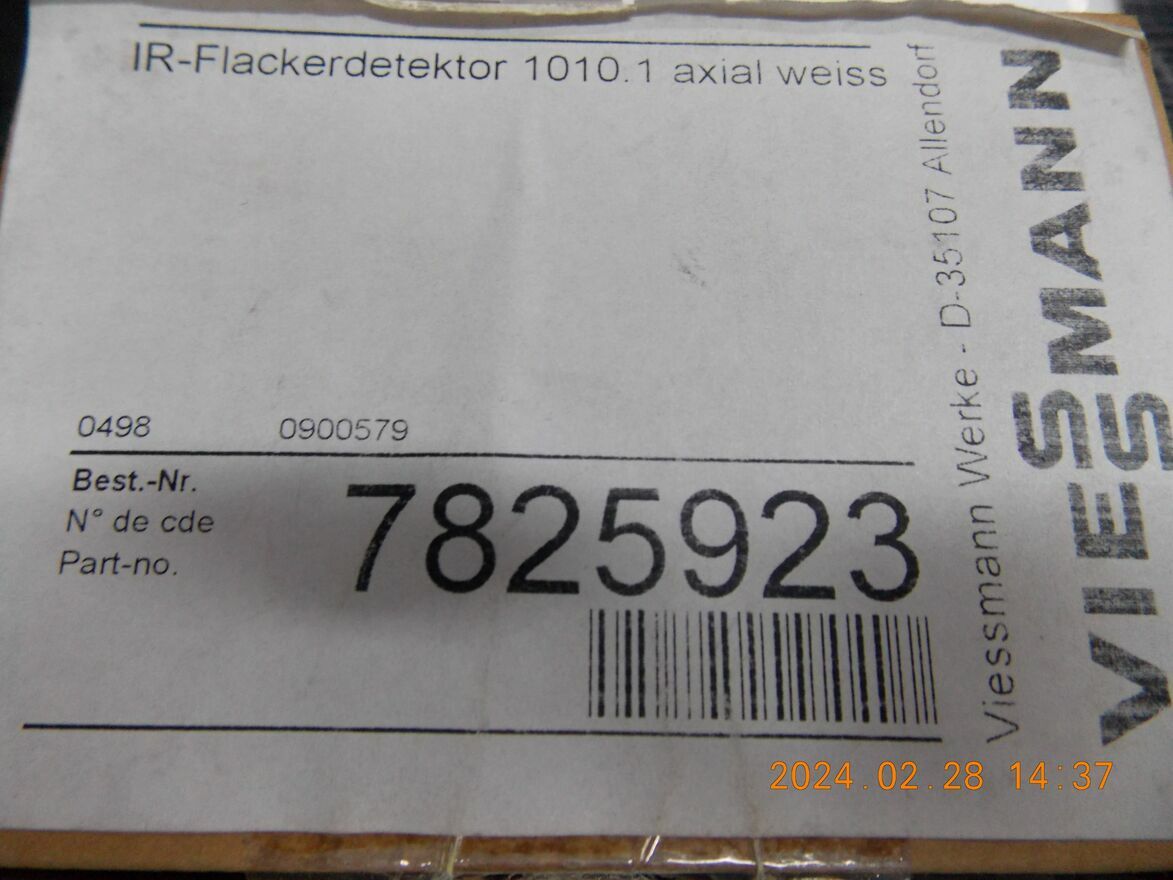 IR-Flackerdetektor 1010.1 axial weiss
0498 0900579
Best.-Nr.
N° de cde
Part-no.
7825923
Viessmann Werke - D-35107 Allendorf
VIESMANN
S
2024.02.28 14:37